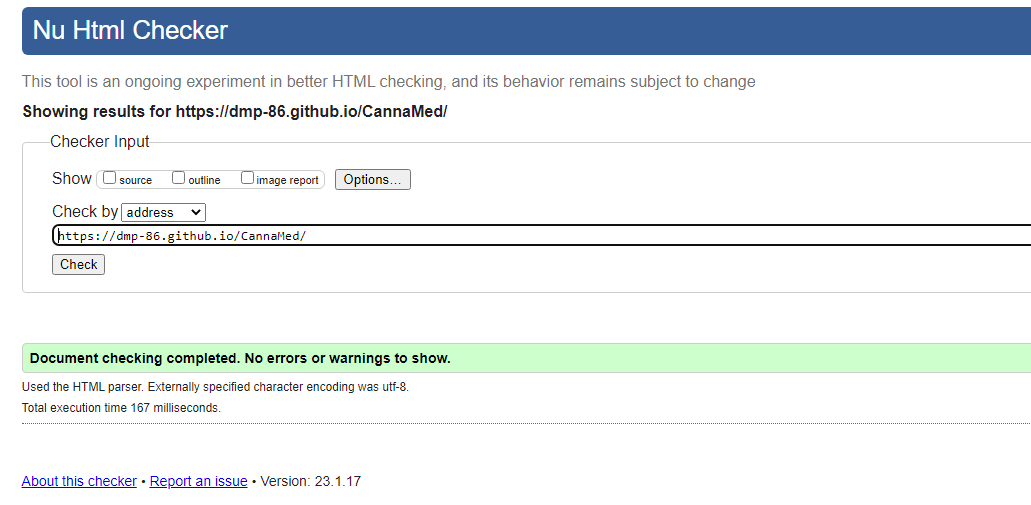 Nu Html Checker
This tool is an ongoing experiment in better HTML checking, and its behavior remains subject to change
Showing results for https://dmp-86.github.io/CannaMed/
Checker Input
Show source outline image report Options...
Check by address
https://dmp-86.github.io/CannaMed/
Check
Document checking completed. No errors or warnings to show.
Used the HTML parser. Externally specified character encoding was utf-8.
Total execution time 167 milliseconds.
About this checker • Report an issue • Version: 23.1.17